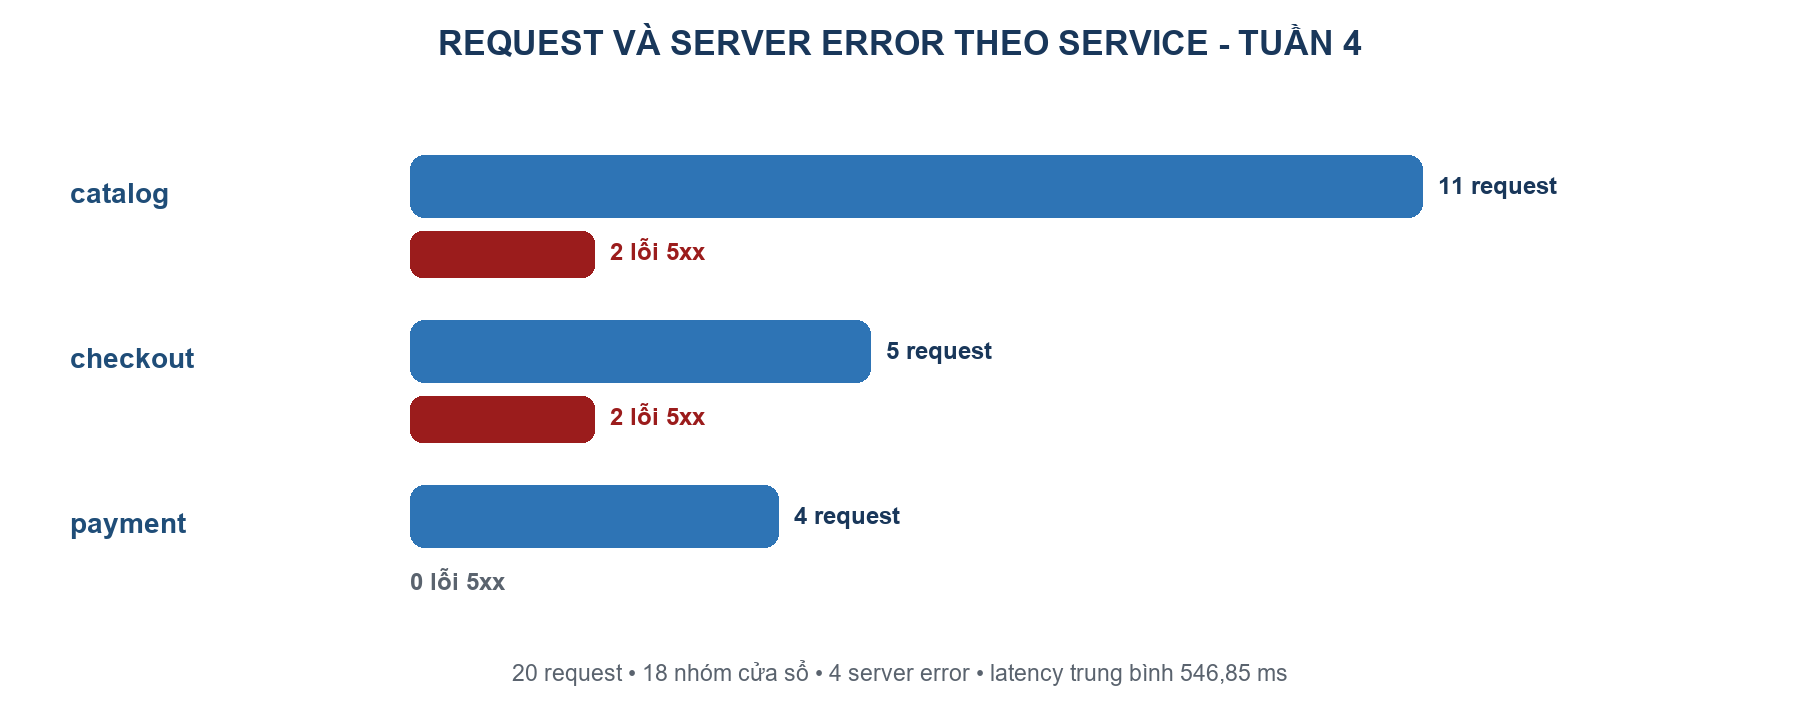 REQUEST VÀ SERVER ERROR THEO SERVICE - TUẦN 4
catalog
11 request
2 lỗi 5xx
checkout
5 request
2 lỗi 5xx
payment
4 request
0 lỗi 5xx
20 request • 18 nhóm cửa sổ • 4 server error • latency trung bình 546,85 ms